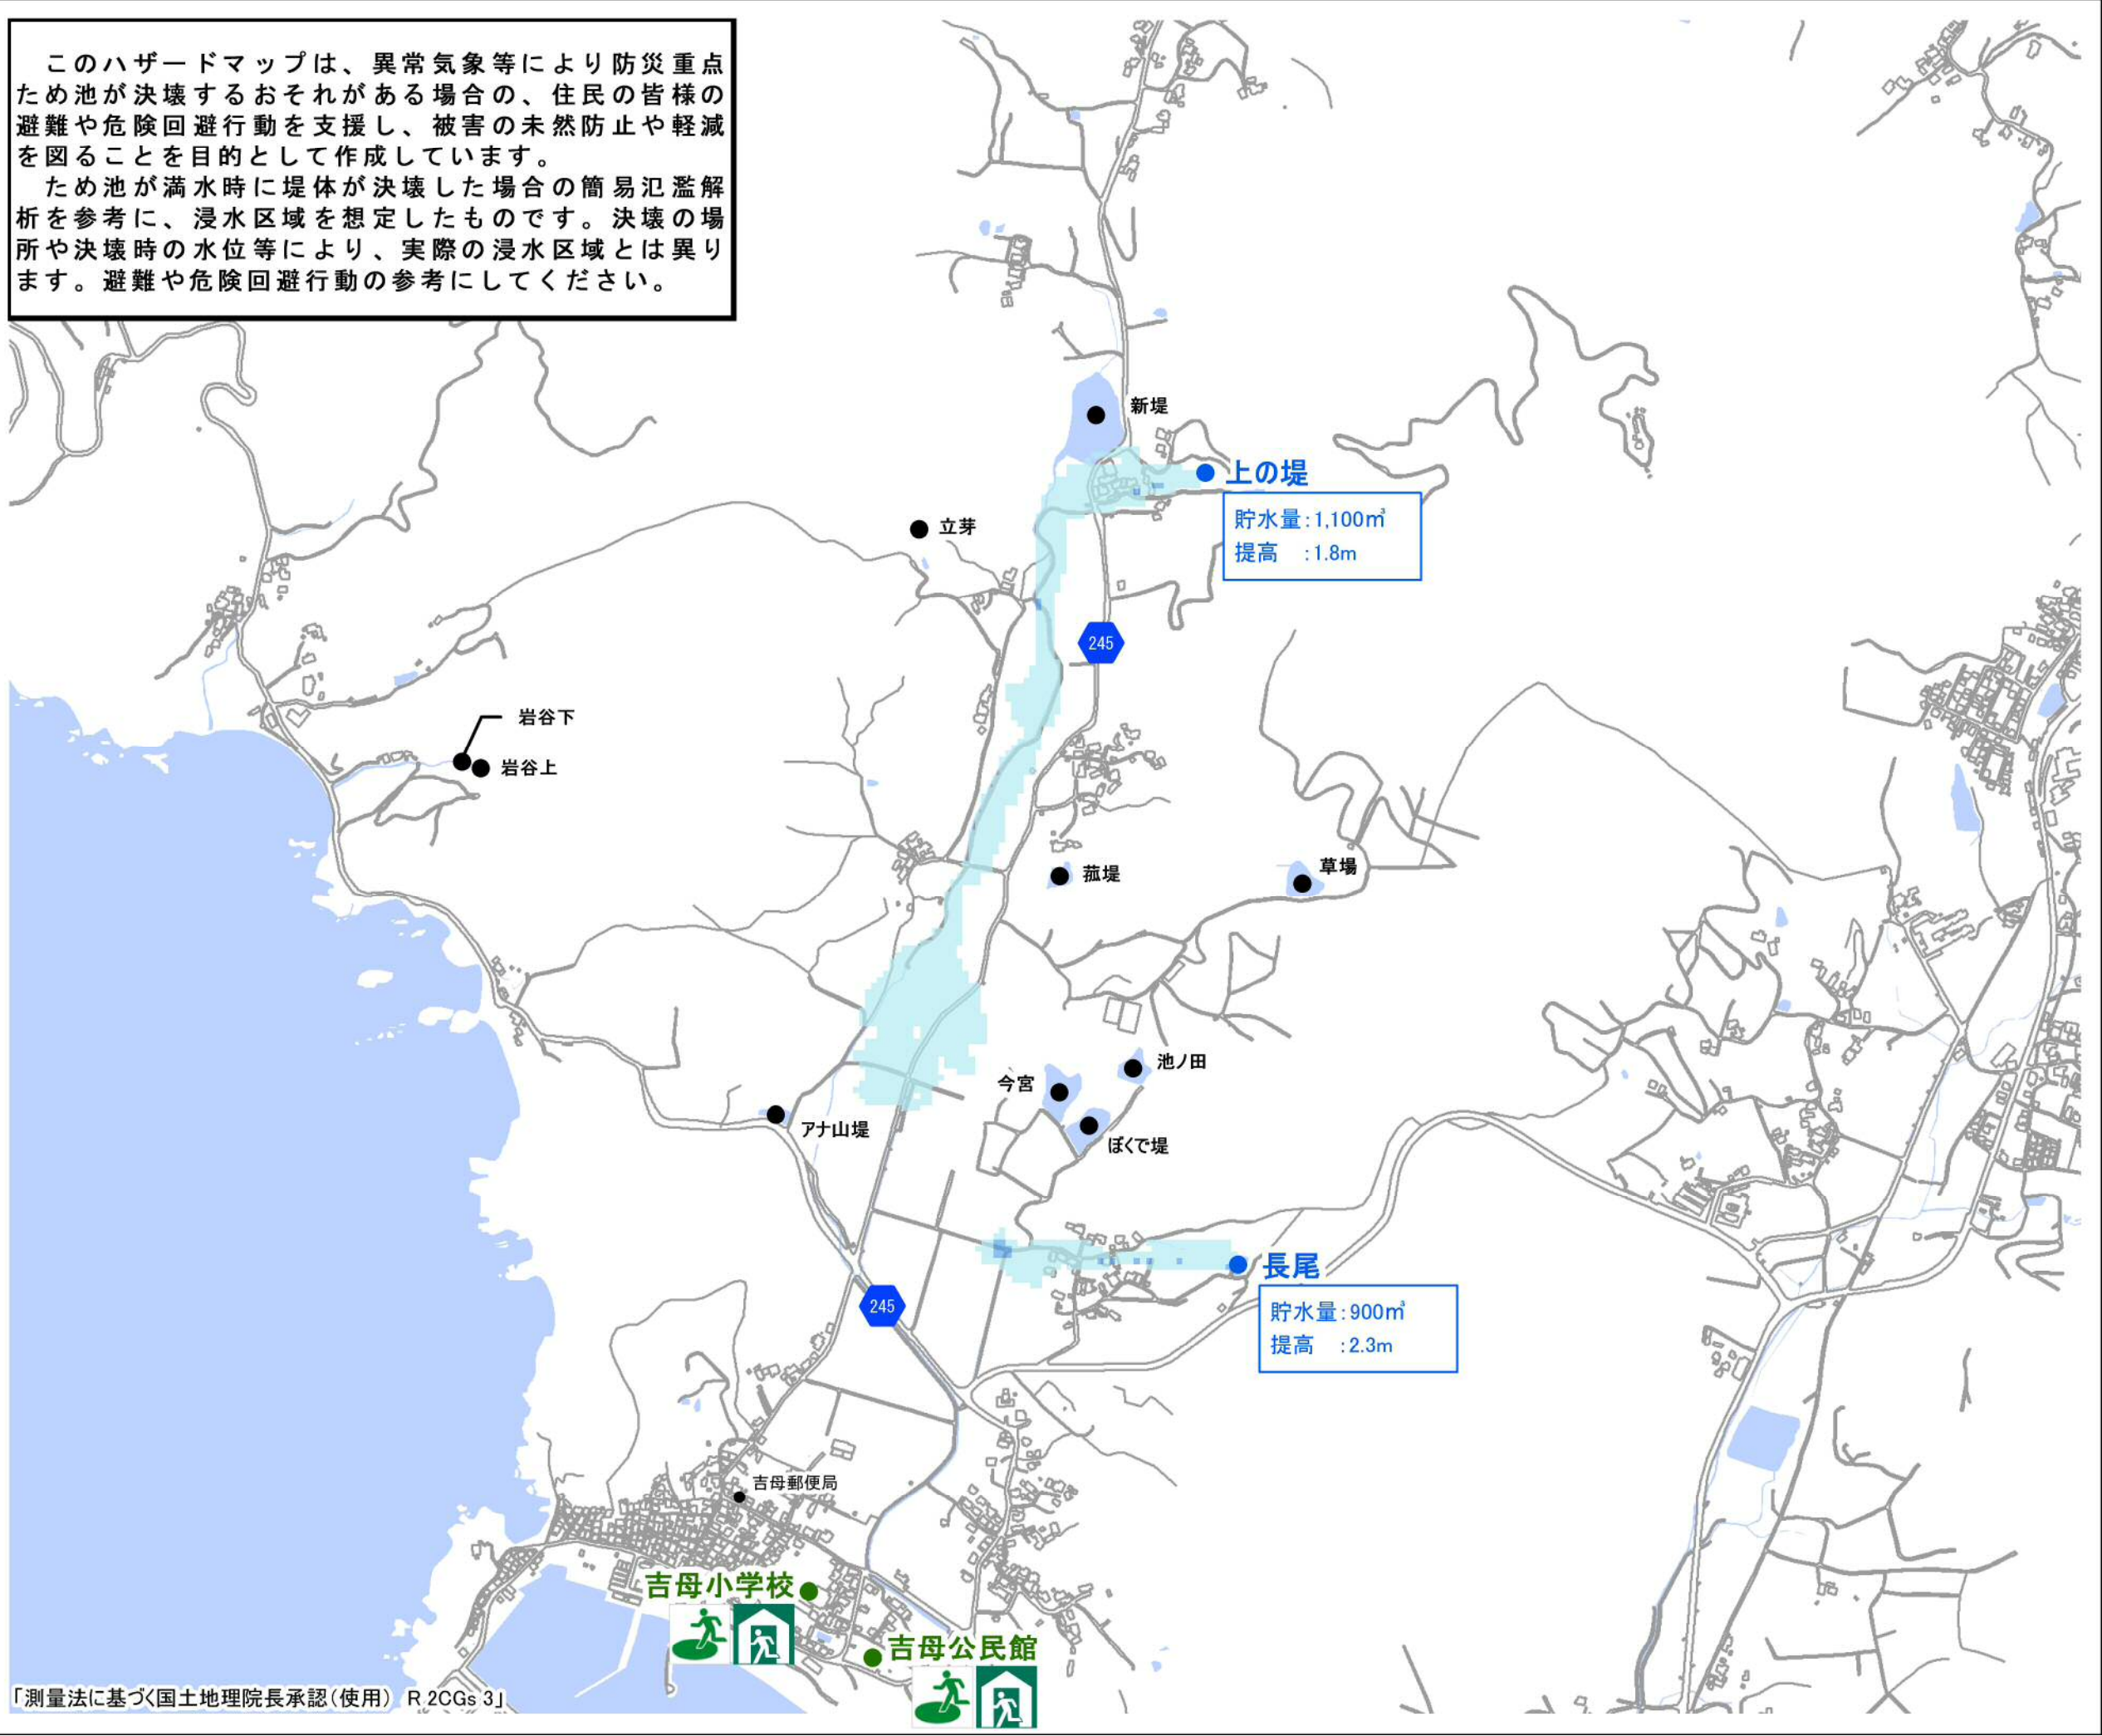 このハザードマップは、異常気象等により防災重点
ため池が決壊するおそれがある場合の、住民の皆様の
避難や危険回避行動を支援し、被害の未然防止や軽減
を図ることを目的として作成しています。
ため池が満水時に堤体が決壊した場合の簡易氾濫解
析を参考に、浸水区域を想定したものです。決壊の場
所や決壊時の水位等により、実際の浸水区域とは異り
ます。避難や危険回避行動の参考にしてください。
新堤
上の堤
貯水量:1,100㎥
提高 :1.8m
立芽
245
岩谷下
岩谷上
菰堤
草場
池ノ田
今宮
アナ山堤
ぼくで堤
長尾
245
貯水量:900㎥
提高 :2.3m
吉母郵便局
吉母小学校
吉母公民館
「測量法に基づく国土地理院長承認(使用) R 2CGs 3」